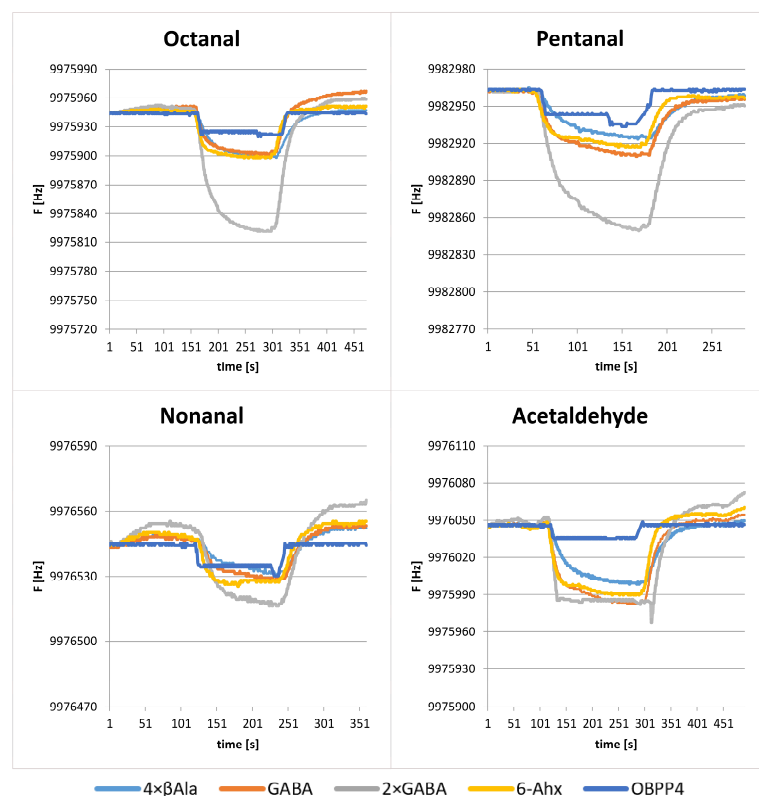 Octanal
F [Hz]
9975990
9975960
9975930
9975900
9975870
9975840
9975810
9975780
9975750
9975720
1 51 101 151 201 251 301 351 401 451
time [s]
Pentanal
F [Hz]
9982980
9982950
9982920
9982890
9982860
9982830
9982800
9982770
1 51 101 151 201 251
time [s]
Nonanal
F [Hz]
9976590
9976560
9976530
9976500
9976470
1 51 101 151 201 251 301 351
time [s]
Acetaldehyde
F [Hz]
9976110
9976080
9976050
9976020
9975990
9975960
9975930
9975900
1 51 101 151 201 251 301 351 401 451
time [s]
4×βAla GABA 2×GABA 6-Ahx OBPP4